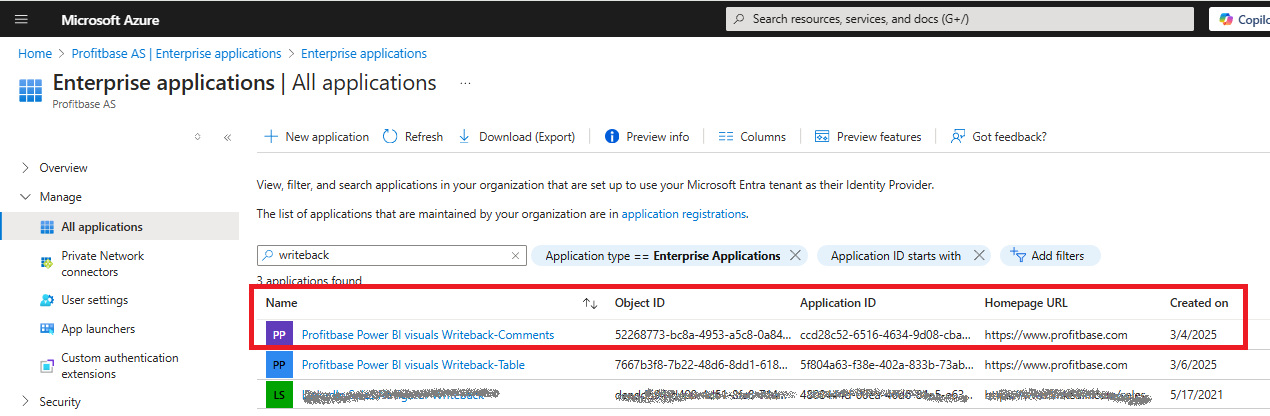 Microsoft Azure
Search resources, services, and docs (G+/)
Copilo
Home > Profitbase AS | Enterprise applications > Enterprise applications
Enterprise applications | All applications ...
Profitbase AS
New application Refresh Download (Export) Preview info Columns Preview features Got feedback?
Overview
Manage
All applications
Private Network
connectors
User settings
App launchers
Custom authentication
extensions
Security
View, filter, and search applications in your organization that are set up to use your Microsoft Entra tenant as their Identity Provider.
The list of applications that are maintained by your organization are in application registrations.
writeback
Application type == Enterprise Applications
Application ID starts with
Add filters
3 applications found
Name Object ID Application ID Homepage URL Created on
PP Profitbase Power BI visuals Writeback-Comments 52268773-bc8a-4953-a5c8-0a84... ccd28c52-6516-4634-9d08-cba... https://www.profitbase.com 3/4/2025
PP Profitbase Power BI visuals Writeback-Table 7667b3f8-7b22-48d6-8dd1-618... 5f804a63-f38e-402a-833b-73ab... https://www.profitbase.com 3/6/2025
LS 5/17/2021